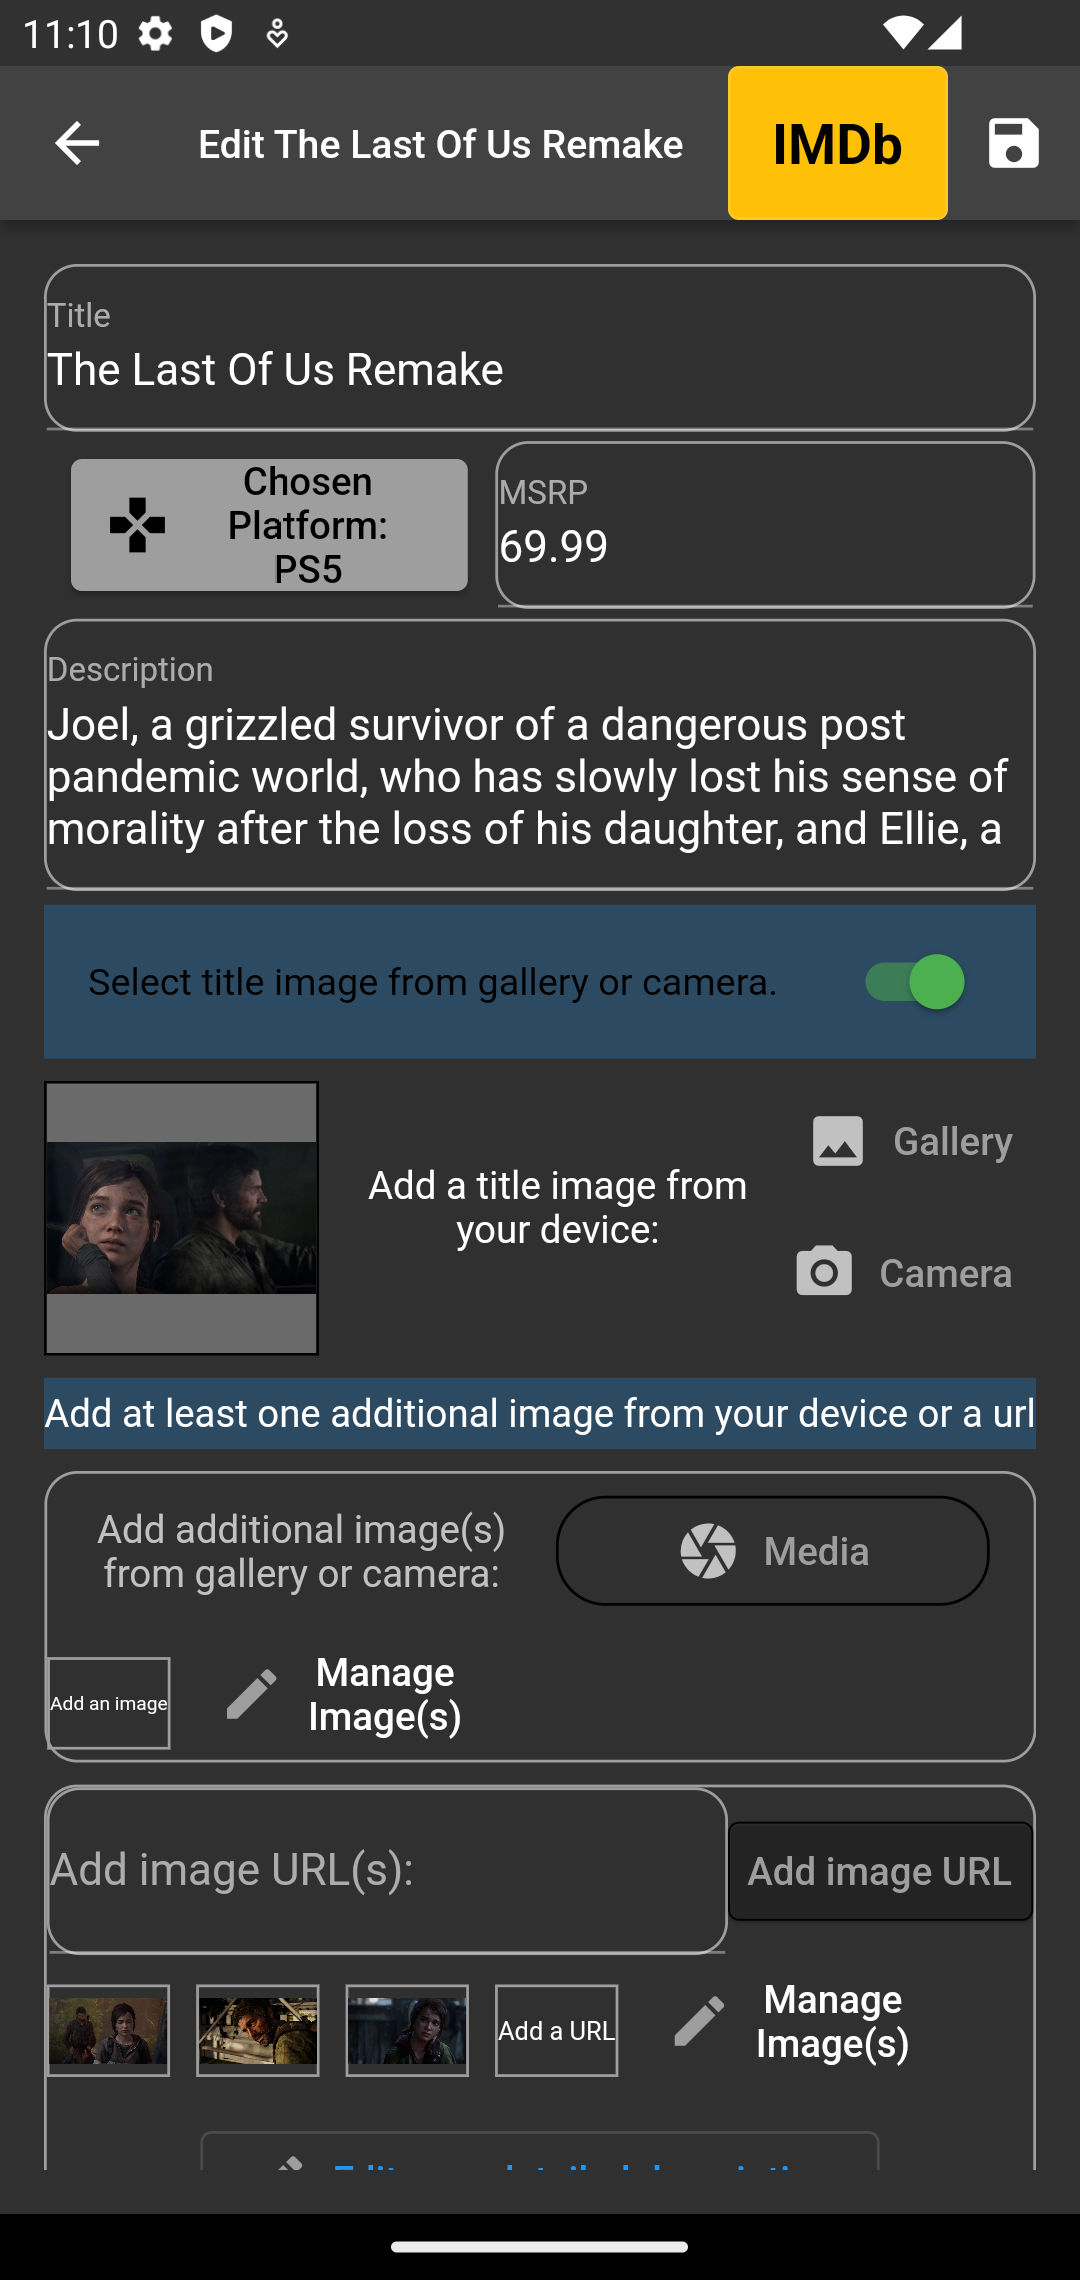 11:10
Edit The Last Of Us Remake
IMDb
Title
The Last Of Us Remake
Chosen
Platform:
PS5
MSRP
69.99
Description
Joel, a grizzled survivor of a dangerous post
pandemic world, who has slowly lost his sense of
morality after the loss of his daughter, and Ellie, a
Select title image from gallery or camera.
Add a title image from
your device:
Gallery
Camera
Add at least one additional image from your device or a url
Add additional image(s)
from gallery or camera:
Media
Add an image
Manage
Image(s)
Add image URL(s):
Add image URL
Add a URL
Manage
Image(s)